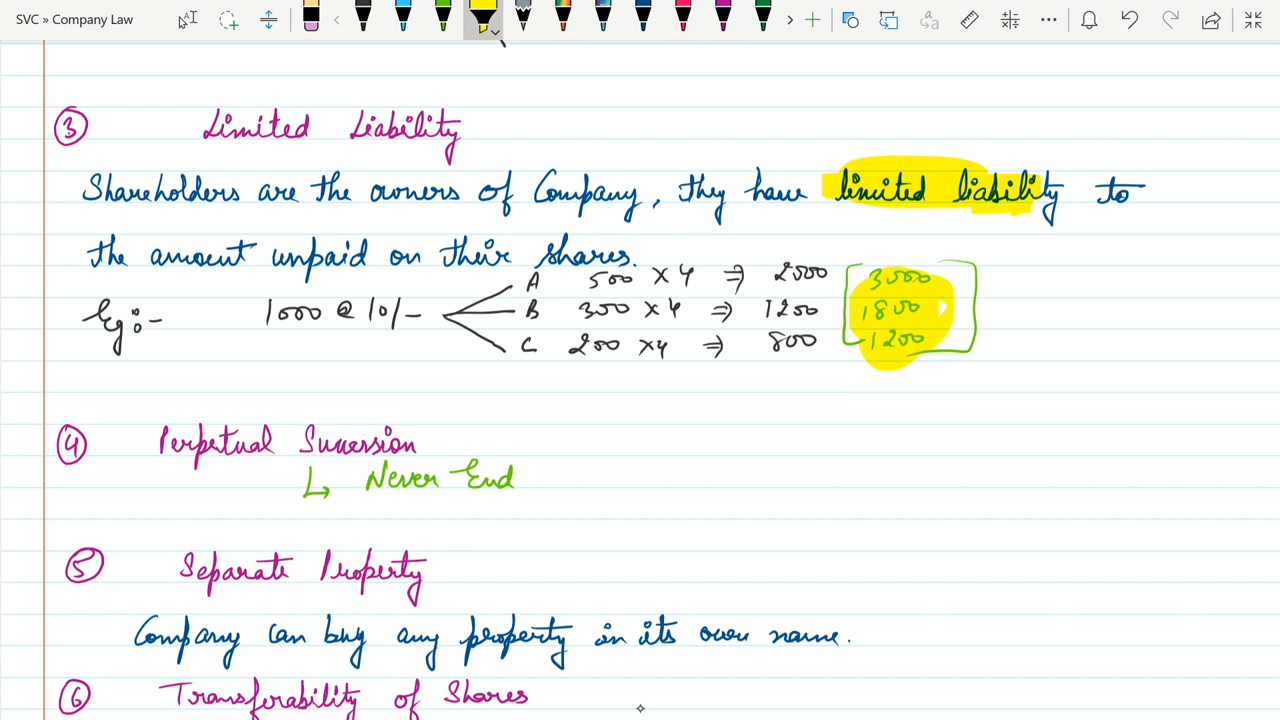 SVC » Company Law
③ Limited Liability
Shareholders are the owners of Company, they have limited liability to
the amount unpaid on their shares.
Eg:- 1000 @ 10/-
A 500 x 4 ⇒ 2000 3000
B 300 x 4 ⇒ 1200 1800
C 200 x 4 ⇒ 800 1200
④ Perpetual Succession
↳ Never End
⑤ Separate Property
Company can buy any property in its own name.
⑥ Transferability of Shares